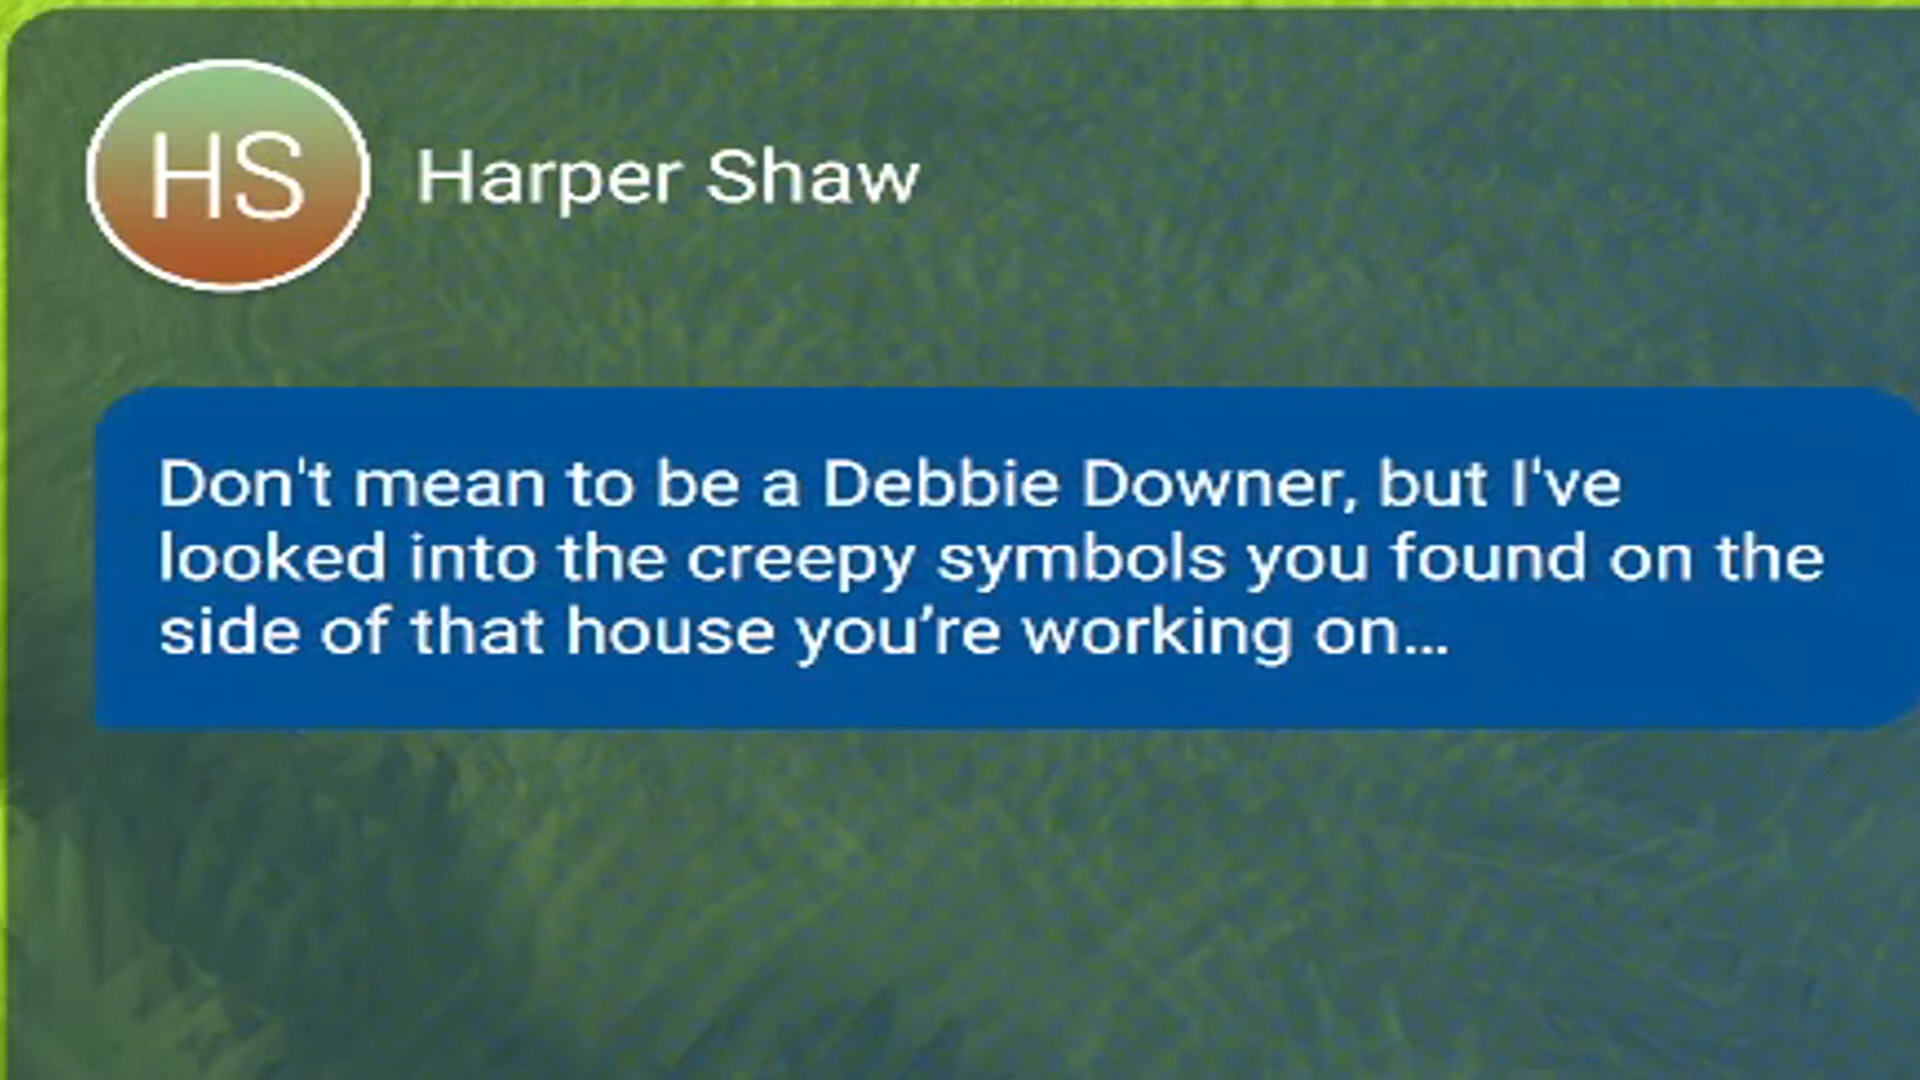 HS
Harper Shaw
Don't mean to be a Debbie Downer, but I've
looked into the creepy symbols you found on the
side of that house you’re working on...